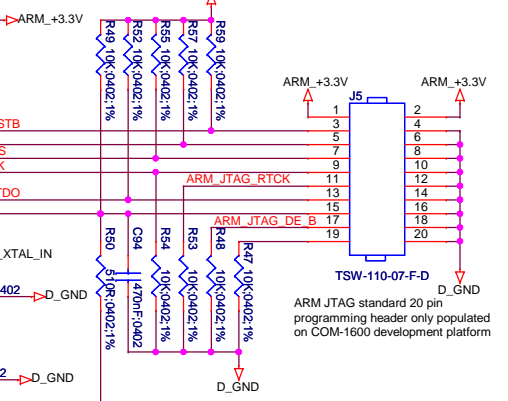 ARM_+3.3V
R49 10K;0402;1%
R52 10K;0402;1%
R55 10K;0402;1%
R57 10K;0402;1%
R59 10K;0402;1%
ARM_+3.3V
ARM_+3.3V
J5
1 2
STB 3 4
5 6
S 7 8
K 9 10
ARM_JTAG_RTCK 11 12
TDO 13 14
15 16
ARM_JTAG_DE_B 17 18
19 20
_XTAL_IN
R50 510R;0402;1%
C94 470nF;0402
R54 10K;0402;1%
R53 10K;0402;1%
R48 10K;0402;1%
R47 10K;0402;1%
TSW-110-07-F-D
402 D_GND
D_GND
ARM JTAG standard 20 pin
programming header only populated
on COM-1600 development platform
2 D_GND
D_GND